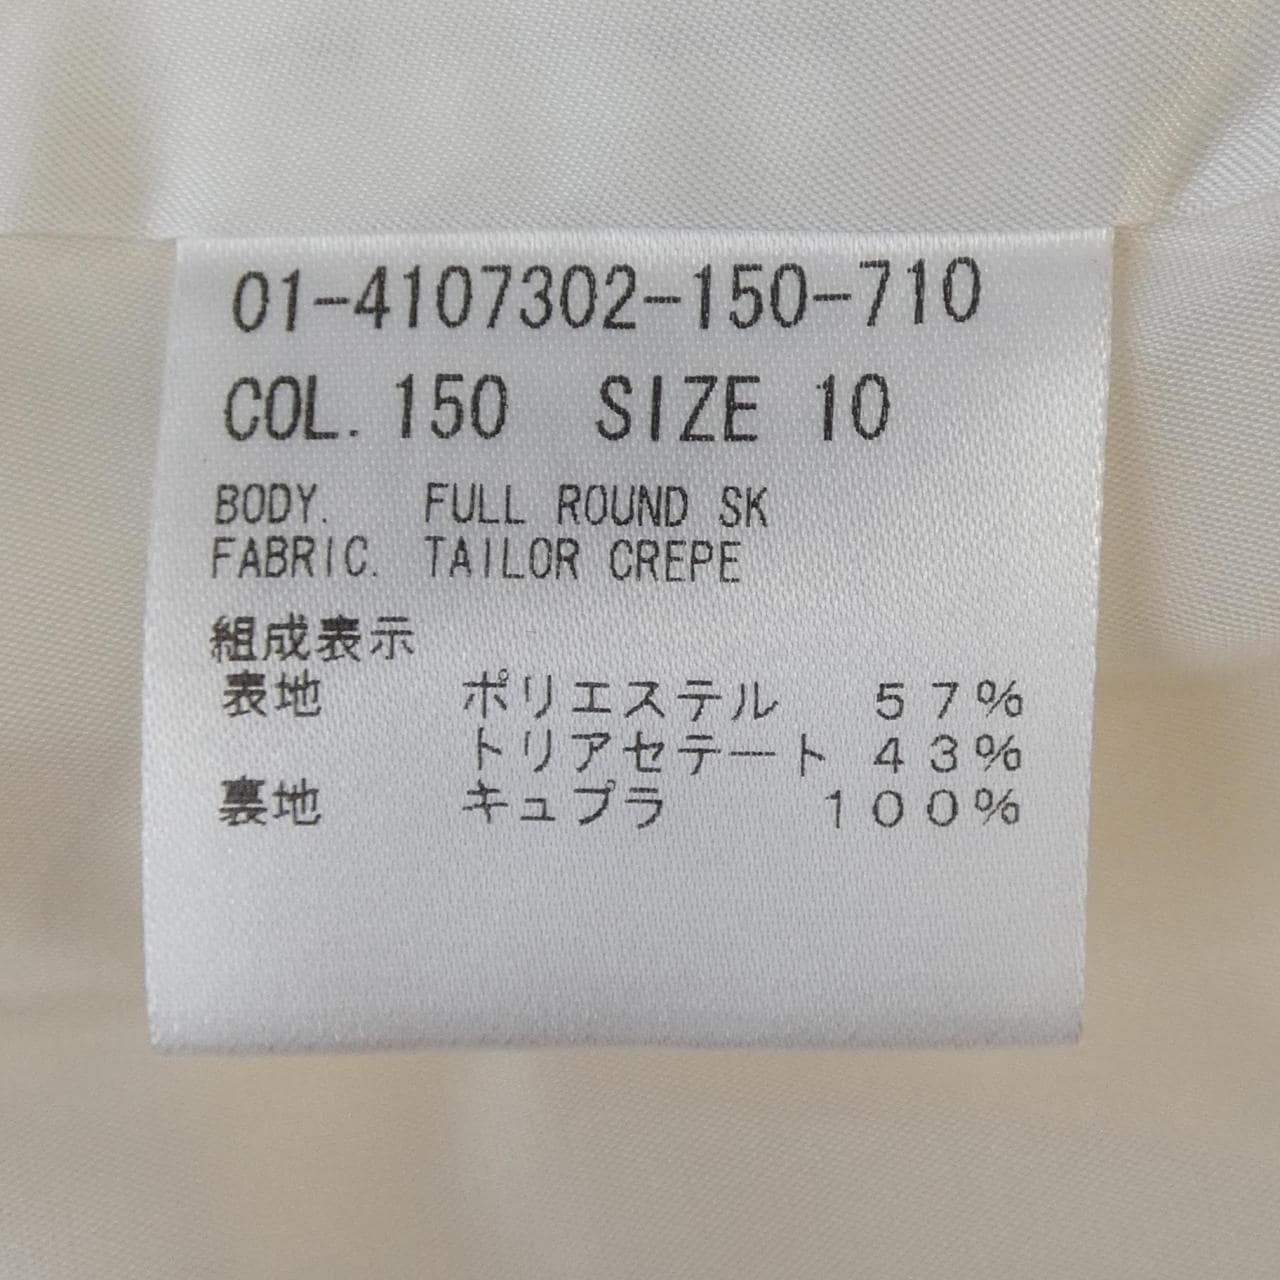 01-4107302-150-710
COL. 150 SIZE 10
BODY. FULL ROUND SK
FABRIC. TAILOR CREPE
組成表示
表地 ポリエステル 57%
トリアセテート 43%
裏地 キュプラ 100%